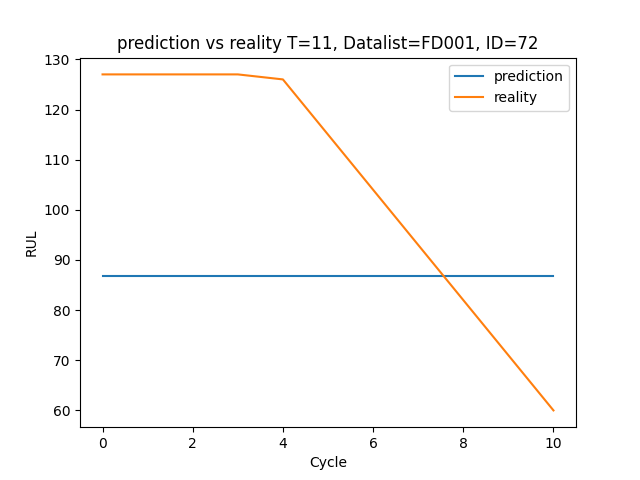 prediction vs reality T=11, Datalist=FD001, ID=72
prediction
reality
130
120
110
100
90
80
70
60
RUL
0 2 4 6 8 10
Cycle